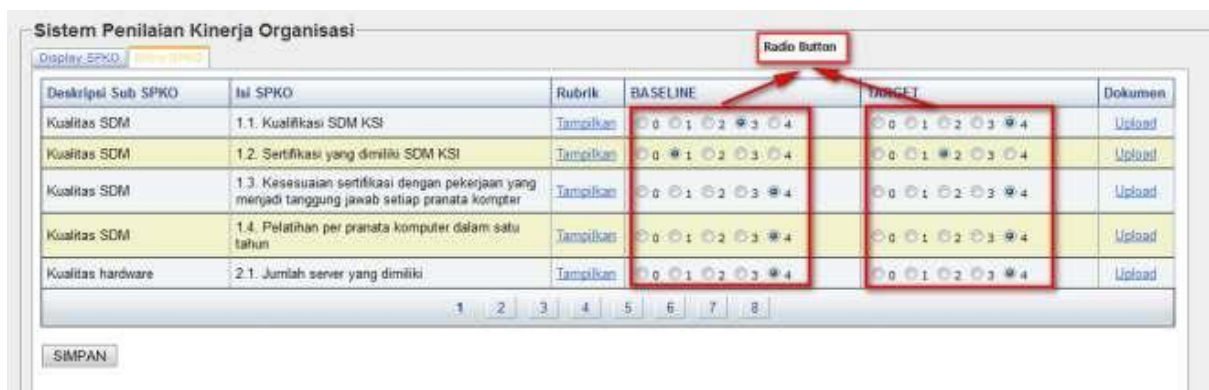 Sistem Penilaian Kinerja Organisasi
Display SPKO
Radio Button
Deskripsi Sub SPKO Isi SPKO Rubrik BASELINE TARGET Dokumen
Kualitas SDM 1.1. Kualifikasi SDM KSI Tampilkan 0 1 2 3 4 0 1 2 3 4 Upload
Kualitas SDM 1.2. Sertifikasi yang dimiliki SDM KSI Tampilkan 0 1 2 3 4 0 1 2 3 4 Upload
Kualitas SDM 1.3. Kesesuaian sertifikasi dengan pekerjaan yang Tampilkan 0 1 2 3 4 0 1 2 3 4 Upload
menjadi tanggung jawab setiap pranata kompter
Kualitas SDM 1.4. Pelatihan per pranata komputer dalam satu Tampilkan 0 1 2 3 4 0 1 2 3 4 Upload
tahun
Kualitas hardware 2.1. Jumlah server yang dimiliki Tampilkan 0 1 2 3 4 0 1 2 3 4 Upload
1 2 3 4 5 6 7 8
SIMPAN